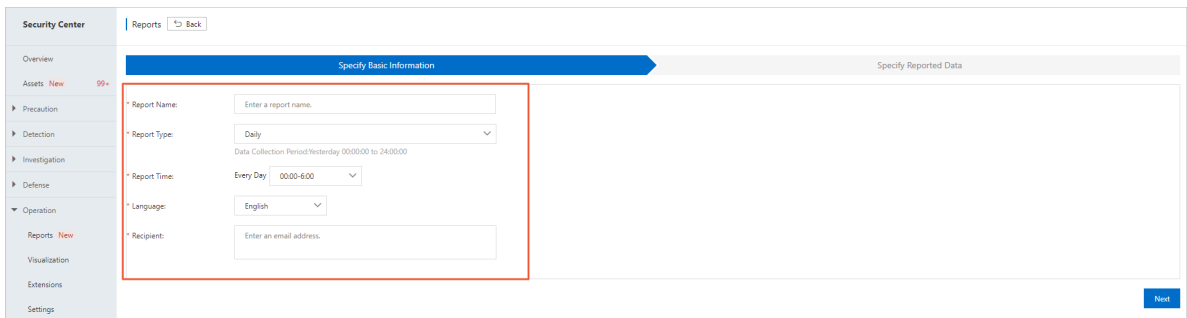 Security Center
Reports Back
Overview
Assets New 99+
Precaution
Detection
Investigation
Defense
Operation
Reports New
Visualization
Extensions
Settings
Specify Basic Information
Specify Reported Data
* Report Name: Enter a report name.
* Report Type: Daily
Data Collection Period:Yesterday 00:00:00 to 24:00:00
* Report Time: Every Day 00:00-6:00
* Language: English
* Recipient: Enter an email address.
Next